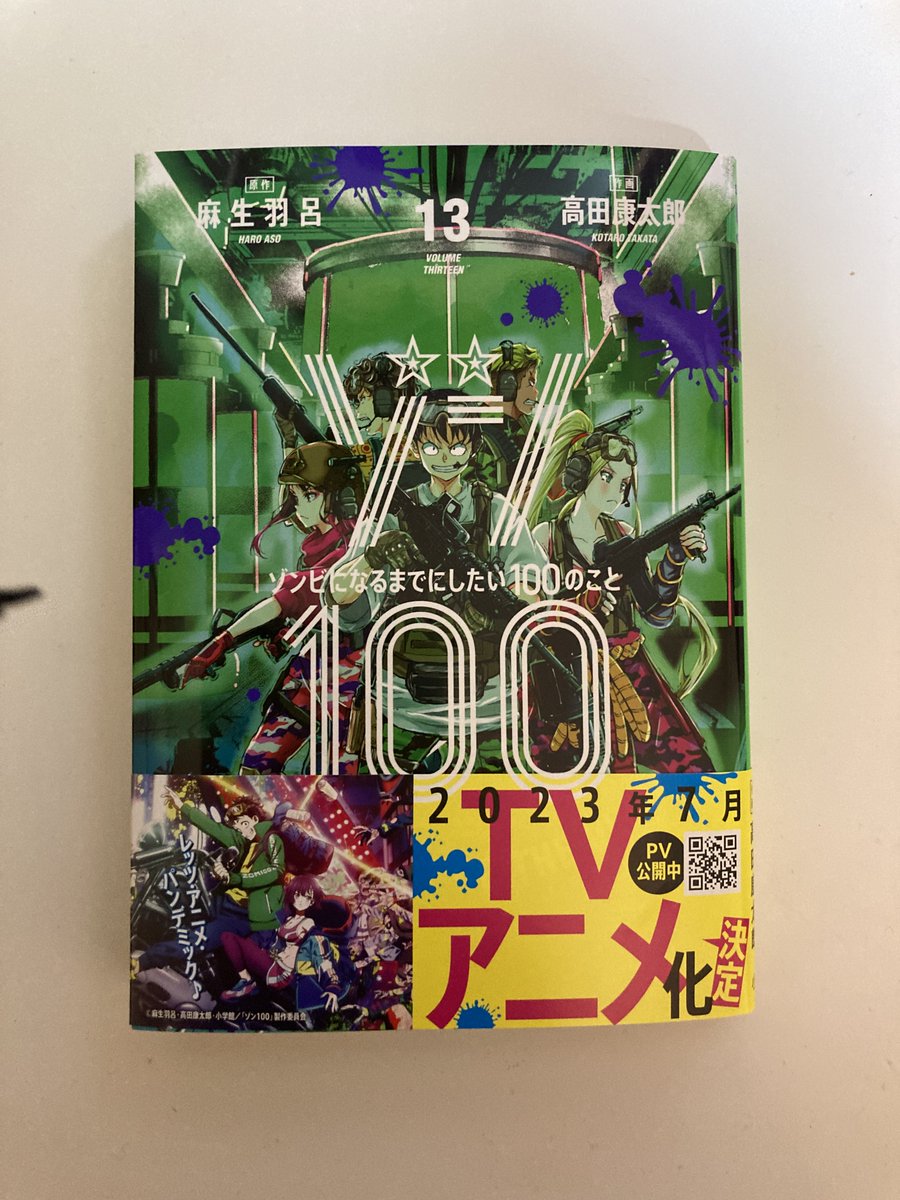 原作
麻生羽呂
HARO ASO
13
VOLUME
THIRTEEN
作画
高田康太郎
KOTARO TAKATA
ゾン
ゾンビになるまでにしたい100のこと
100
2023年7月
TV
アニメ化
決定
PV
公開中
レッツ・アニメ・
パンデミック♪
©麻生羽呂・高田康太郎・小学館/「ゾン100」製作委員会